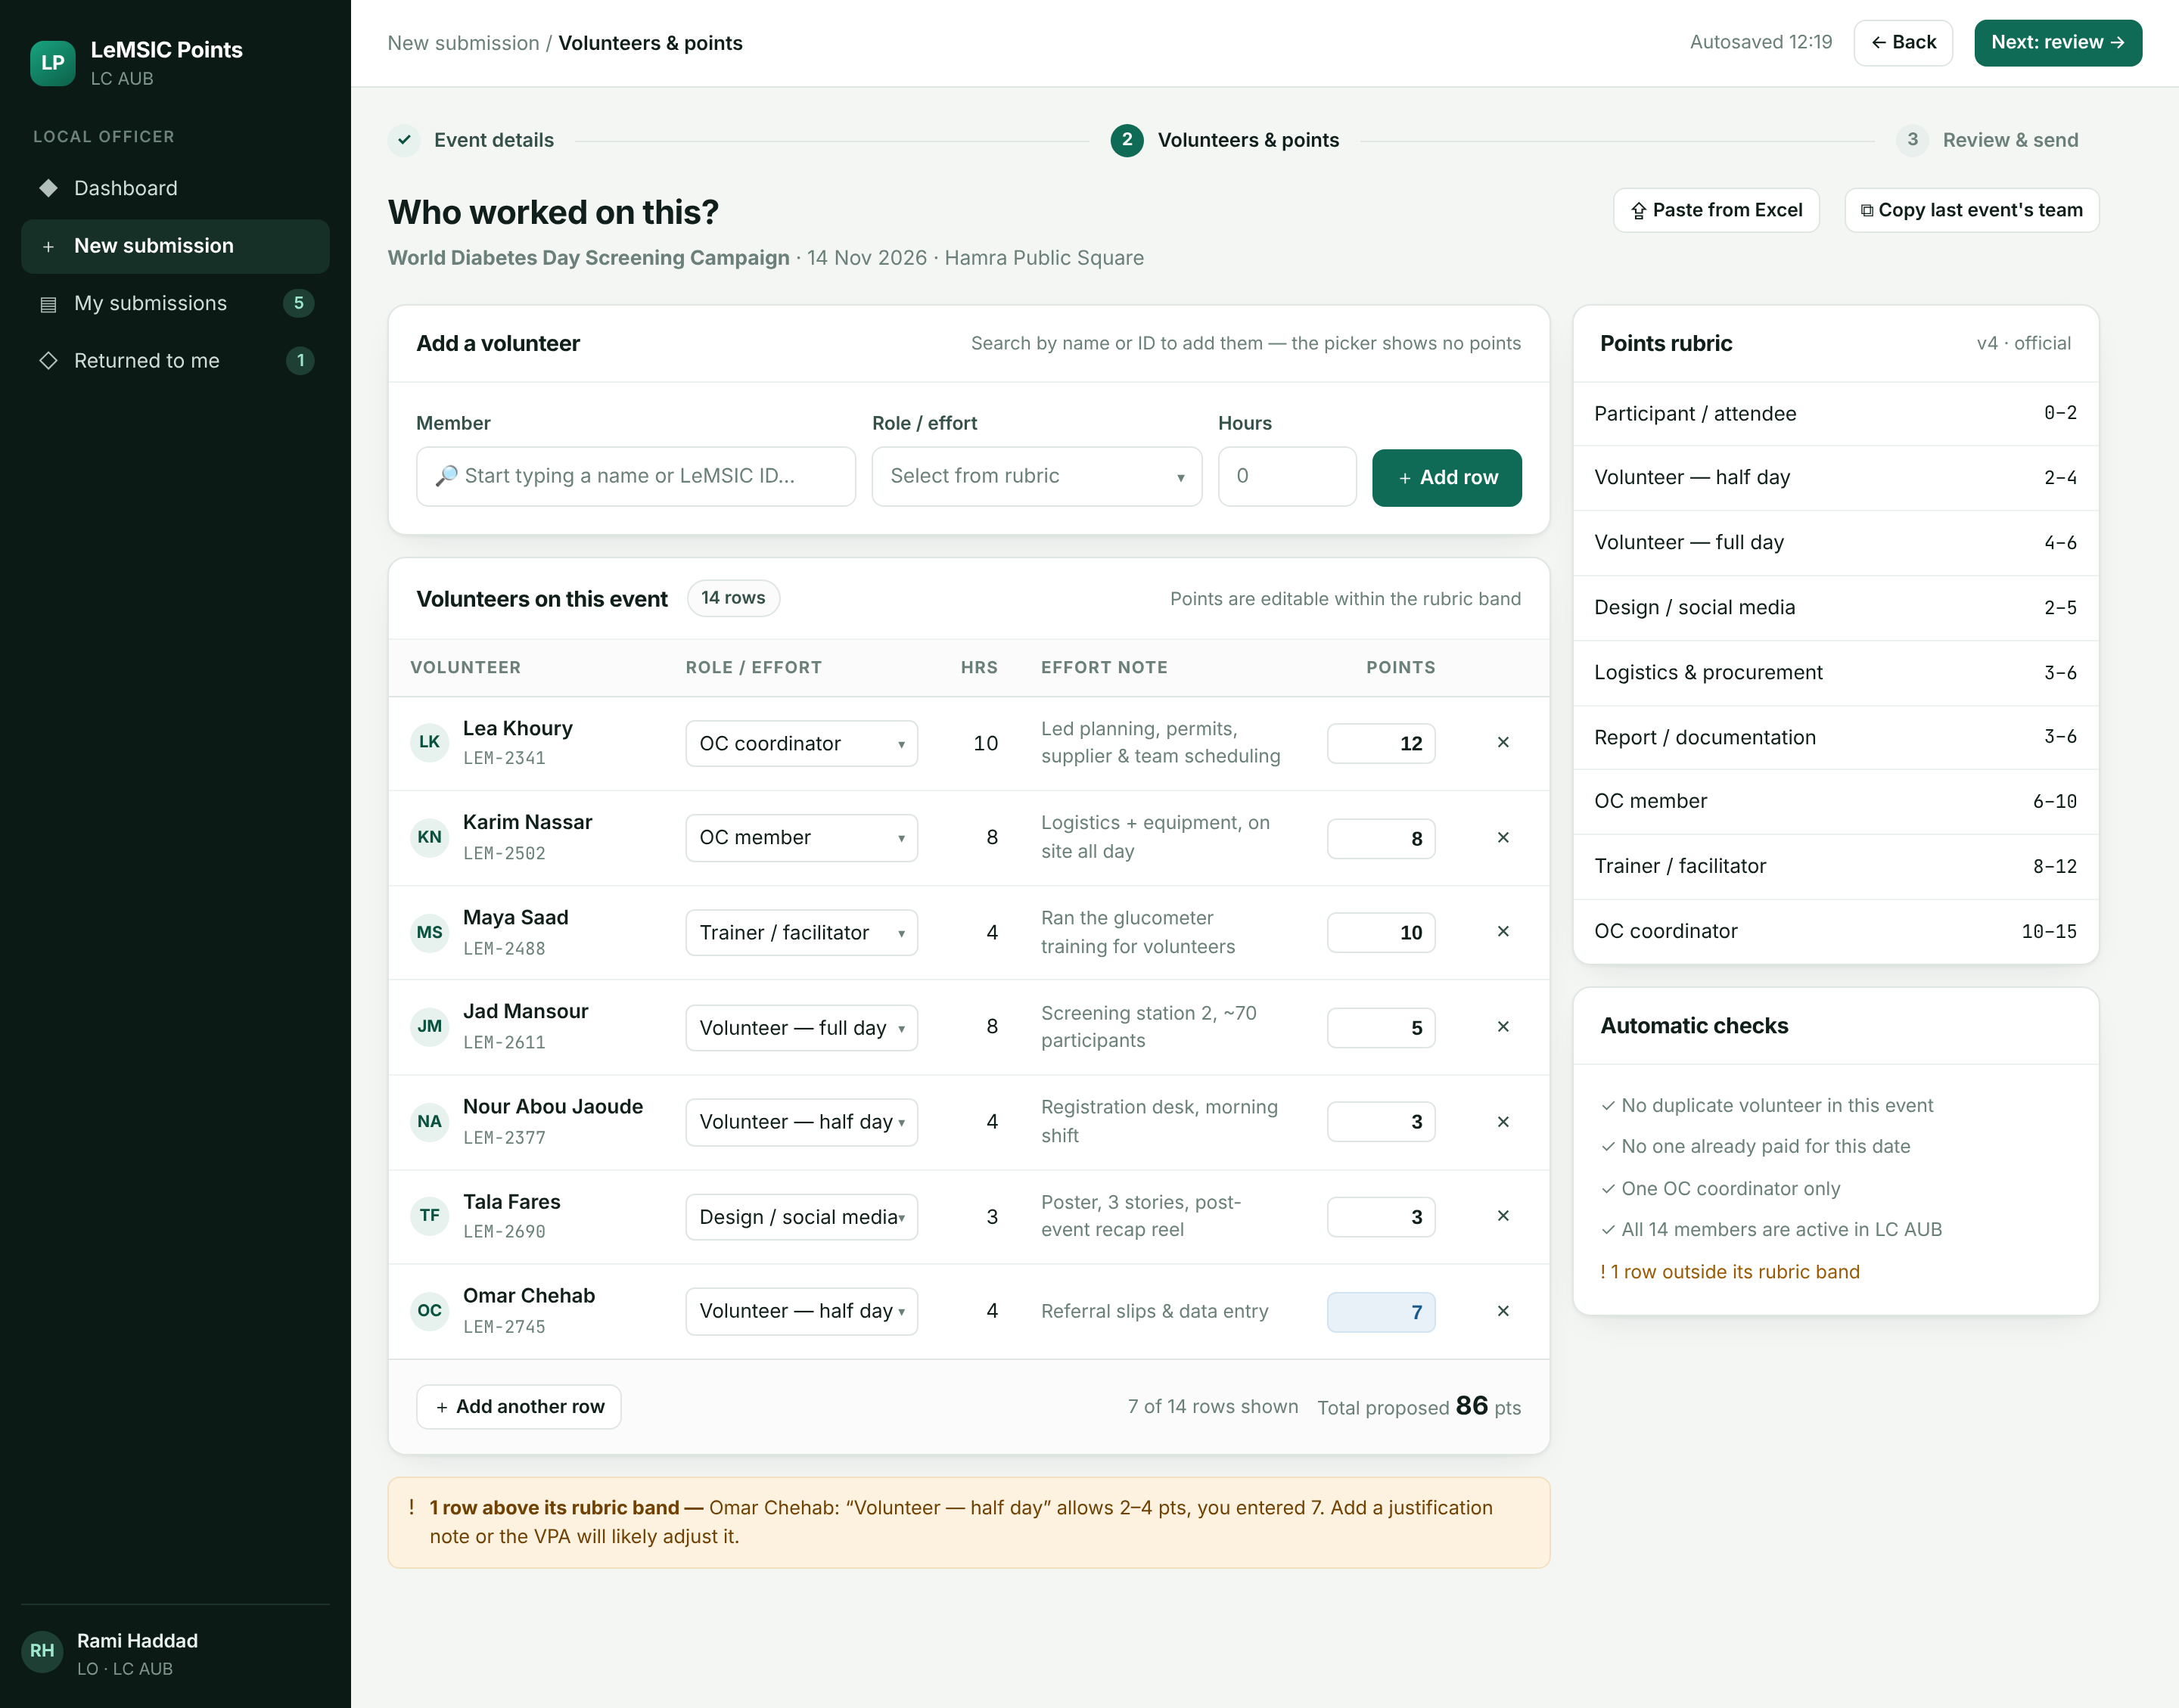 LP
LeMSIC Points
LC AUB
LOCAL OFFICER
Dashboard
New submission
My submissions 5
Returned to me 1
RH
Rami Haddad
LO · LC AUB
New submission / Volunteers & points
Autosaved 12:19
← Back
Next: review →
✓ Event details
2 Volunteers & points
3 Review & send
Who worked on this?
World Diabetes Day Screening Campaign · 14 Nov 2026 · Hamra Public Square
Paste from Excel
Copy last event's team
Add a volunteer
Search by name or ID to add them — the picker shows no points
Member
Role / effort
Hours
🔎 Start typing a name or LeMSIC ID...
Select from rubric
0
+ Add row
Volunteers on this event
14 rows
Points are editable within the rubric band
VOLUNTEER ROLE / EFFORT HRS EFFORT NOTE POINTS
LK Lea Khoury
LEM-2341
OC coordinator
10
Led planning, permits,
supplier & team scheduling
12
×
KN Karim Nassar
LEM-2502
OC member
8
Logistics + equipment, on
site all day
8
×
MS Maya Saad
LEM-2488
Trainer / facilitator
4
Ran the glucometer
training for volunteers
10
×
JM Jad Mansour
LEM-2611
Volunteer — full day
8
Screening station 2, ~70
participants
5
×
NA Nour Abou Jaoude
LEM-2377
Volunteer — half day
4
Registration desk, morning
shift
3
×
TF Tala Fares
LEM-2690
Design / social media
3
Poster, 3 stories, post-
event recap reel
3
×
OC Omar Chehab
LEM-2745
Volunteer — half day
4
Referral slips & data entry
7
×
+ Add another row
7 of 14 rows shown
Total proposed 86 pts
! 1 row above its rubric band — Omar Chehab: “Volunteer — half day” allows 2–4 pts, you entered 7. Add a justification
note or the VPA will likely adjust it.
Points rubric
v4 · official
Participant / attendee 0–2
Volunteer — half day 2–4
Volunteer — full day 4–6
Design / social media 2–5
Logistics & procurement 3–6
Report / documentation 3–6
OC member 6–10
Trainer / facilitator 8–12
OC coordinator 10–15
Automatic checks
✓ No duplicate volunteer in this event
✓ No one already paid for this date
✓ One OC coordinator only
✓ All 14 members are active in LC AUB
! 1 row outside its rubric band